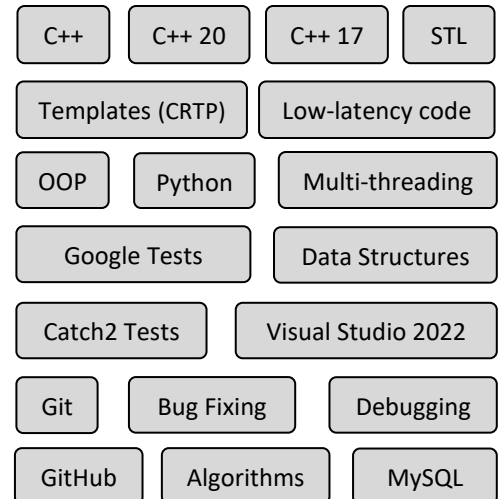 C++ C++ 20 C++ 17 STL
Templates (CRTP) Low-latency code
OOP Python Multi-threading
Google Tests Data Structures
Catch2 Tests Visual Studio 2022
Git Bug Fixing Debugging
GitHub Algorithms MySQL